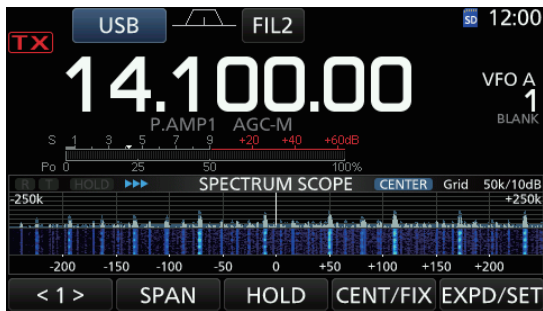 USB FIL2 SD 12:00
TX
14.100.00 VFO A
1
P.AMP1 AGC-M BLANK
S 1 3 5 7 9 +20 +40 +60dB
Po 0 25 50 100%
R T HOLD SPECTRUM SCOPE CENTER Grid 50k/10dB
-250k +250k
-200 -150 -100 -50 0 +50 +100 +150 +200
< 1 > SPAN HOLD CENT/FIX EXPD/SET